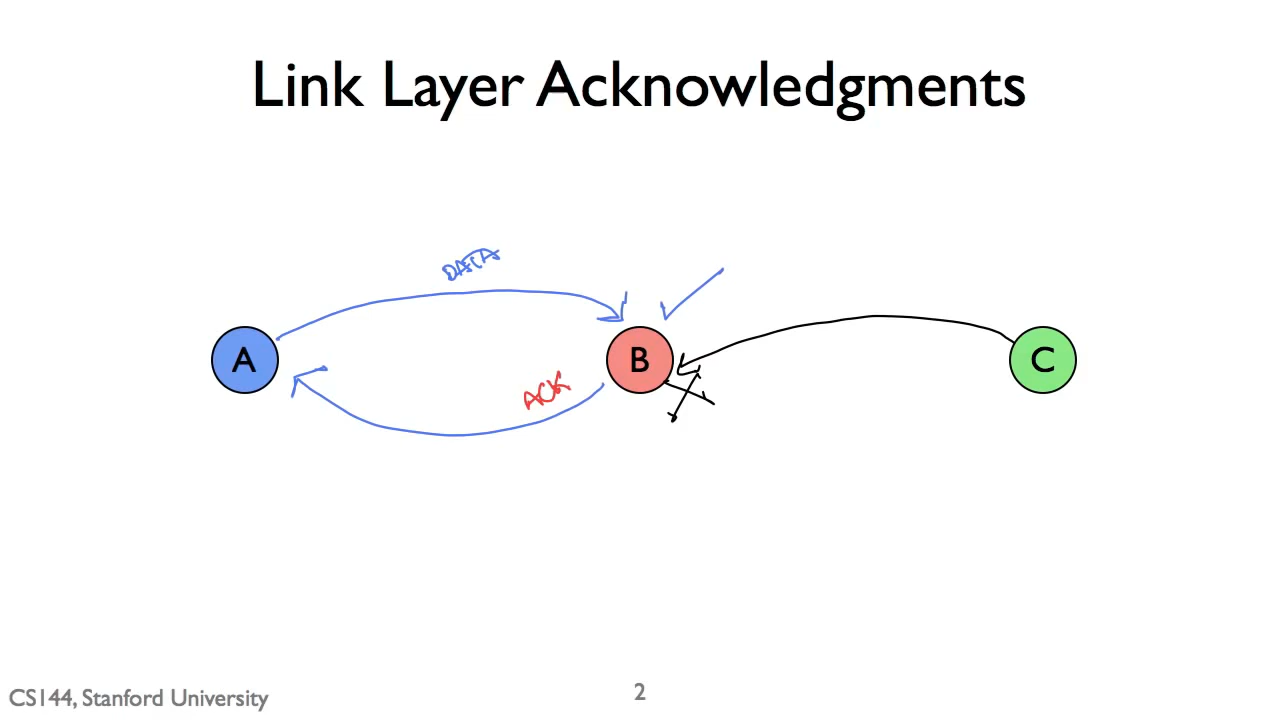 Link Layer Acknowledgments
DATA
A
B
C
ACK
CS144, Stanford University
2